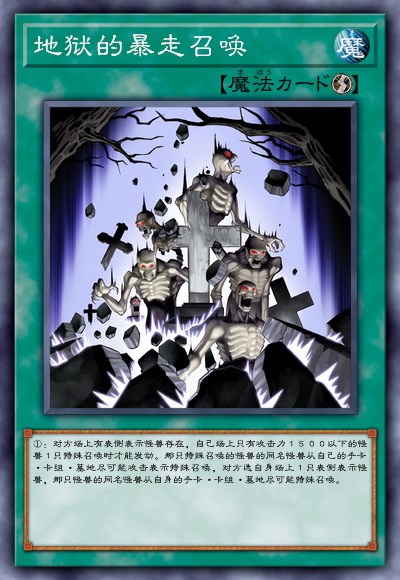 地狱的暴走召唤
魔
【魔法カード】
まほう
①：对方场上有表侧表示怪兽存在，自己场上只有攻击力１５００以下的怪
兽１只特殊召唤时才能发动。那只特殊召唤的怪兽的同名怪兽从自己的手卡
·卡组·墓地尽可能攻击表示特殊召唤，对方选自身场上１只表侧表示怪
兽，那只怪兽的同名怪兽从自身的手卡·卡组·墓地尽可能特殊召唤。